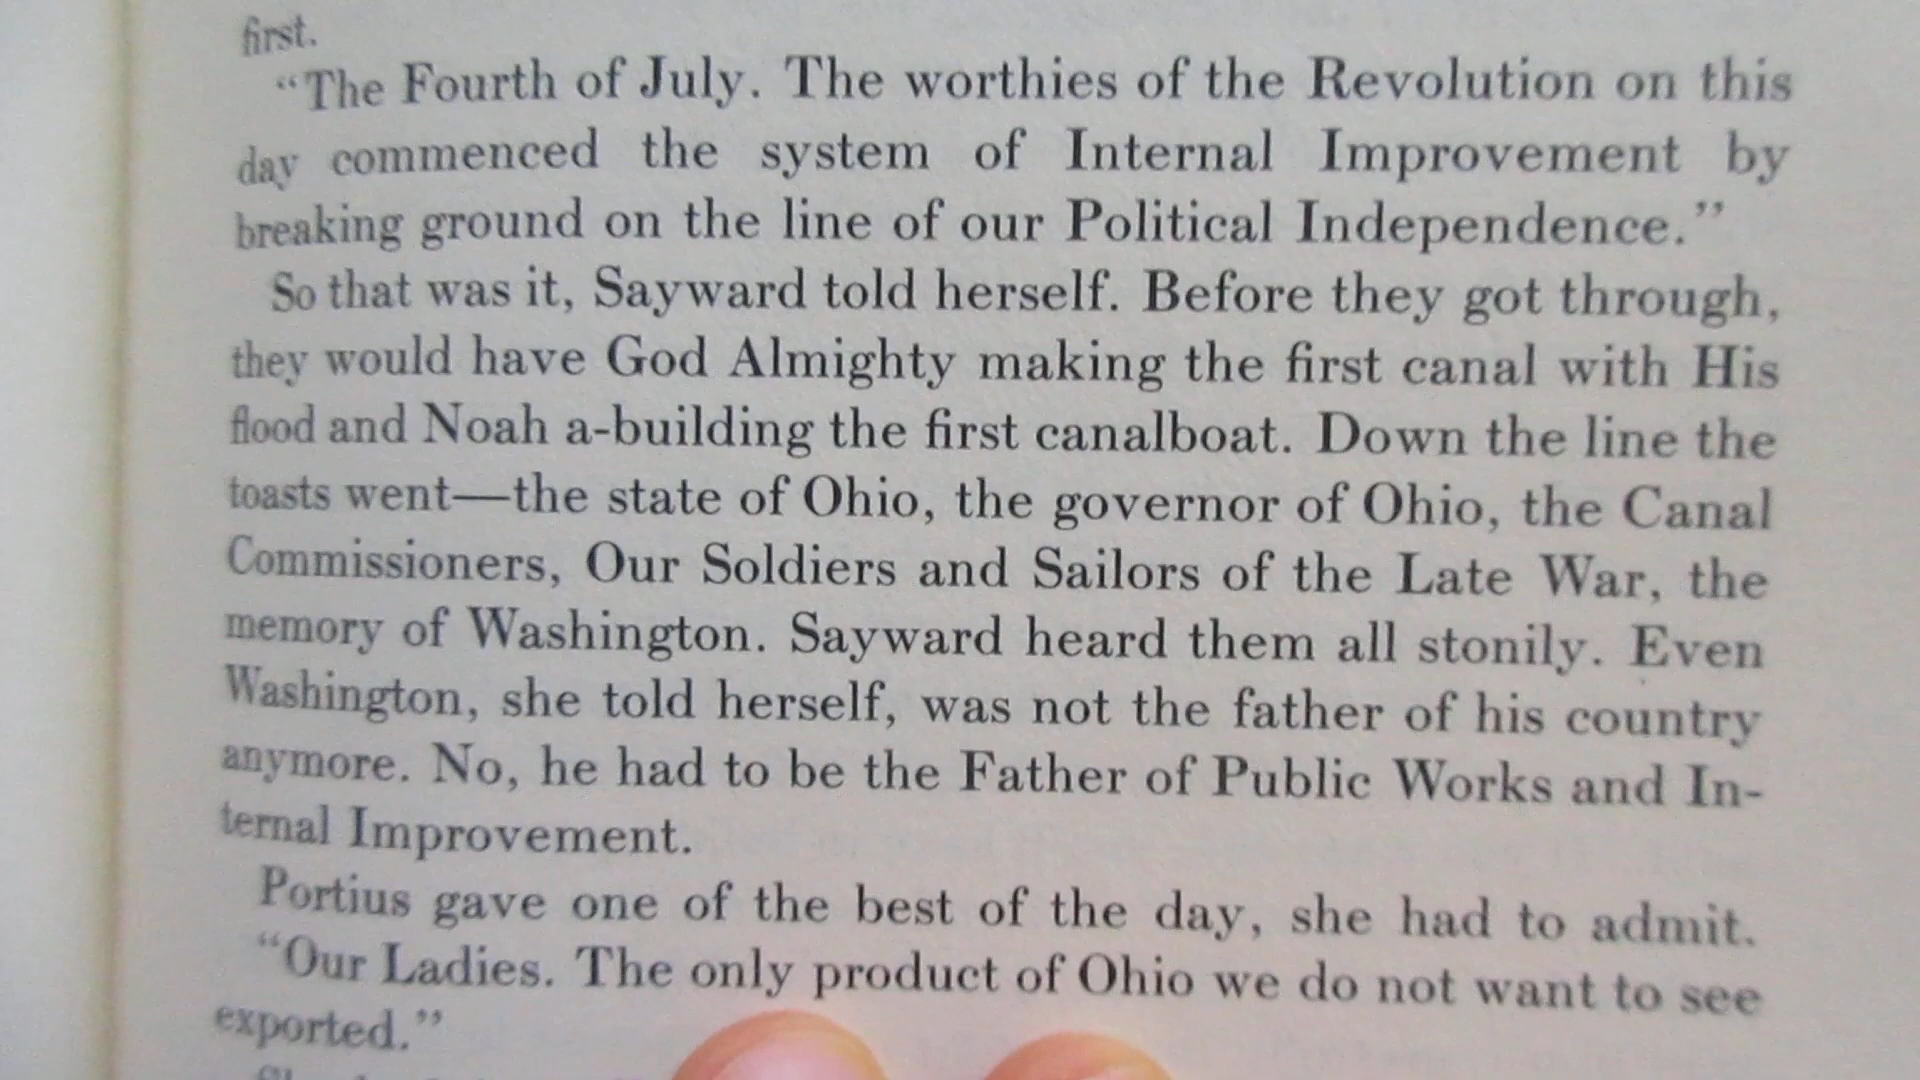 first.
“The Fourth of July. The worthies of the Revolution on this
day commenced the system of Internal Improvement by
breaking ground on the line of our Political Independence.”
So that was it, Sayward told herself. Before they got through,
they would have God Almighty making the first canal with His
flood and Noah a-building the first canalboat. Down the line the
toasts went—the state of Ohio, the governor of Ohio, the Canal
Commissioners, Our Soldiers and Sailors of the Late War, the
memory of Washington. Sayward heard them all stonily. Even
Washington, she told herself, was not the father of his country
anymore. No, he had to be the Father of Public Works and In-
ternal Improvement.
Portius gave one of the best of the day, she had to admit.
“Our Ladies. The only product of Ohio we do not want to see
exported.”